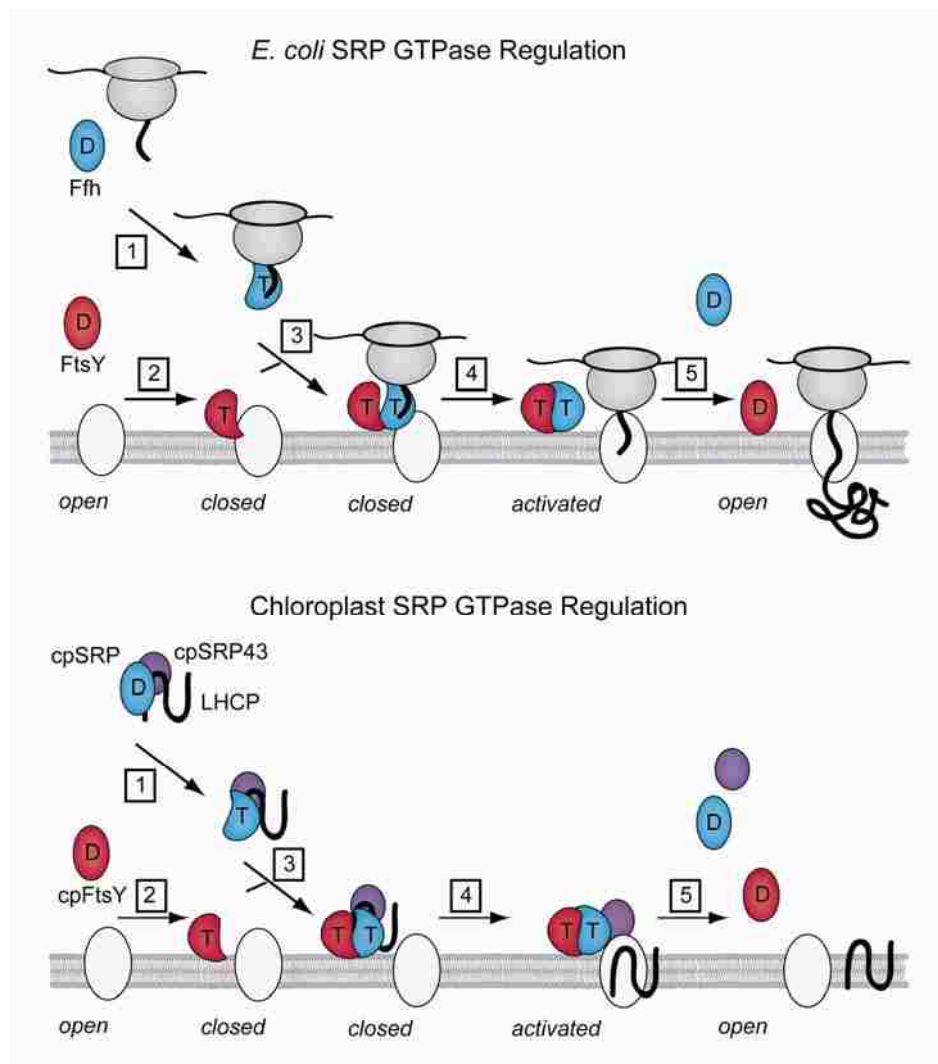 E. coli SRP GTPase Regulation
D
Ffh
1
T
D
FtsY
2
T
3
T T
4
T T
5
D
D
open closed closed activated open
Chloroplast SRP GTPase Regulation
cpSRP cpSRP43
D
LHCP
1
T
D
cpFtsY
2
T
3
T T
4
T T
5
D
D
open closed closed activated open